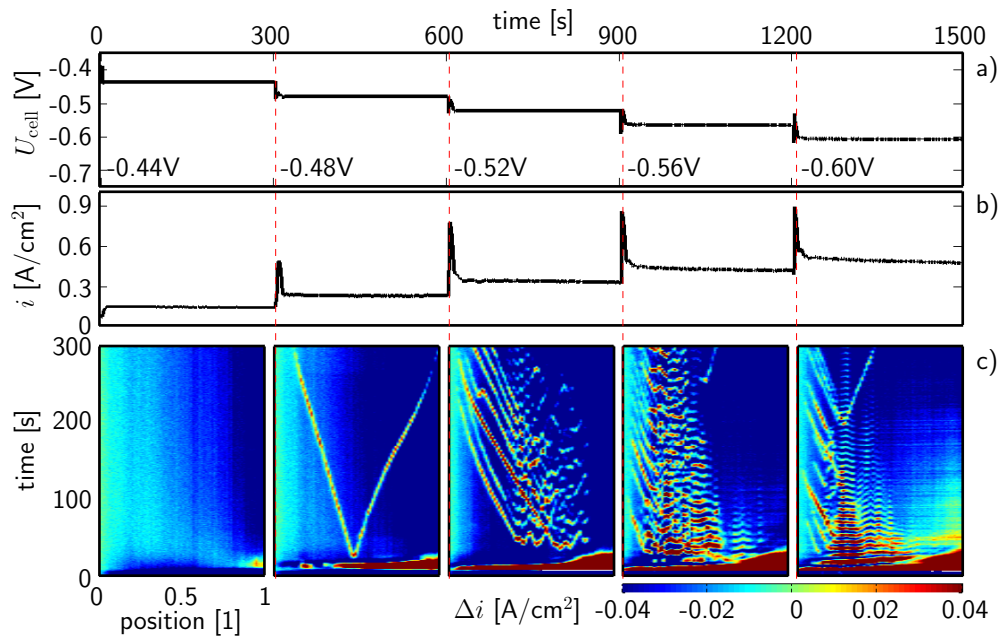 time [s]
0 300 600 900 1200 1500
a)
U_cell [V]
-0.4
-0.5
-0.6
-0.7
-0.44V -0.48V -0.52V -0.56V -0.60V
b)
i [A/cm²]
0.9
0.6
0.3
0
c)
time [s]
300
200
100
0
0 1
position [1]
Δi [A/cm²]
-0.04 -0.02 0 0.02 0.04